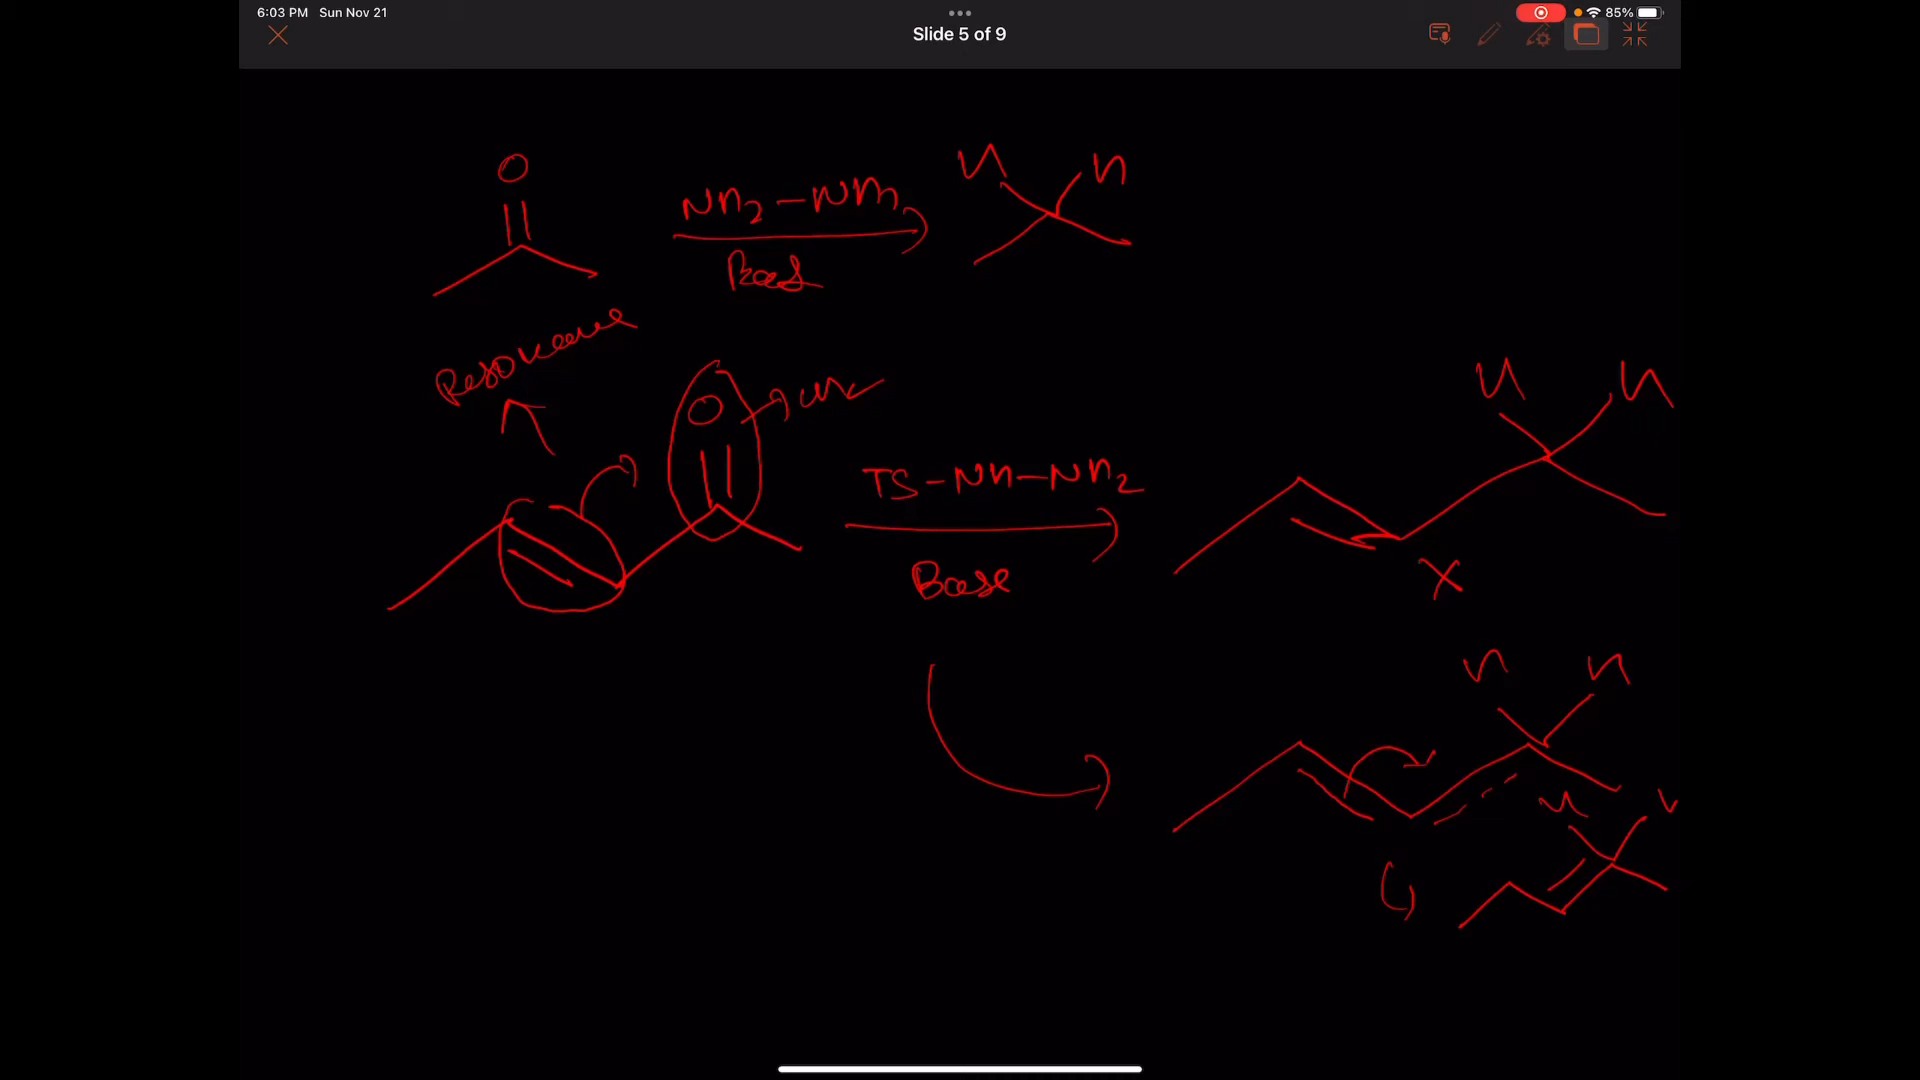 6:03 PM Sun Nov 21
85%
Slide 5 of 9
O
NH2-NH2
Base
H H
Resonance
O
TS-NH-NH2
Base
H H
X
H H
H H